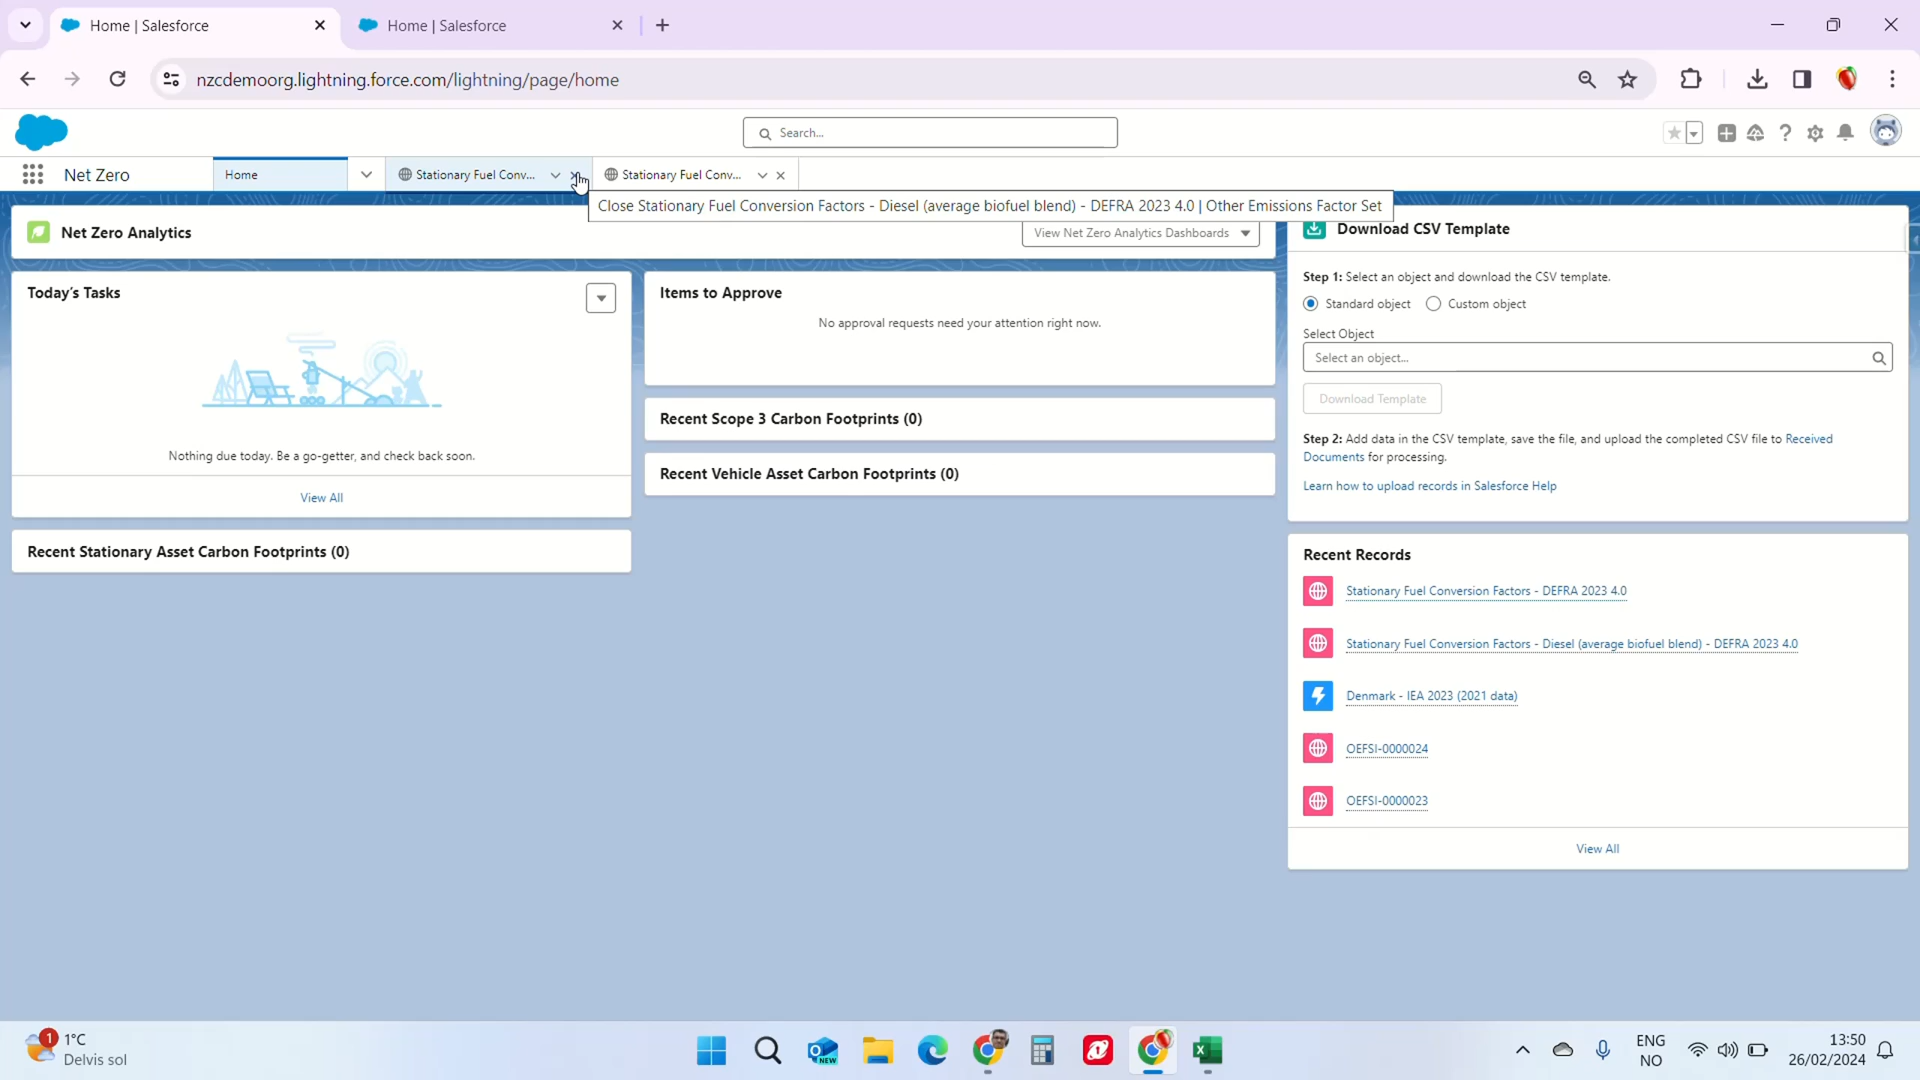 Home | Salesforce
Home | Salesforce
nzcdemoorg.lightning.force.com/lightning/page/home
Search...
Net Zero
Home
Stationary Fuel Conv...
Stationary Fuel Conv...
Close Stationary Fuel Conversion Factors - Diesel (average biofuel blend) - DEFRA 2023 4.0 | Other Emissions Factor Set
Net Zero Analytics
View Net Zero Analytics Dashboards
Today's Tasks
Nothing due today. Be a go-getter, and check back soon.
View All
Recent Stationary Asset Carbon Footprints (0)
Items to Approve
No approval requests need your attention right now.
Recent Scope 3 Carbon Footprints (0)
Recent Vehicle Asset Carbon Footprints (0)
Download CSV Template
Step 1: Select an object and download the CSV template.
Standard object
Custom object
Select Object
Select an object...
Download Template
Step 2: Add data in the CSV template, save the file, and upload the completed CSV file to Received
Documents for processing.
Learn how to upload records in Salesforce Help
Recent Records
Stationary Fuel Conversion Factors - DEFRA 2023 4.0
Stationary Fuel Conversion Factors - Diesel (average biofuel blend) - DEFRA 2023 4.0
Denmark - IEA 2023 (2021 data)
OEFSI-0000024
OEFSI-0000023
View All
1
1°C
Delvis sol
NEW
ENG
NO
13:50
26/02/2024